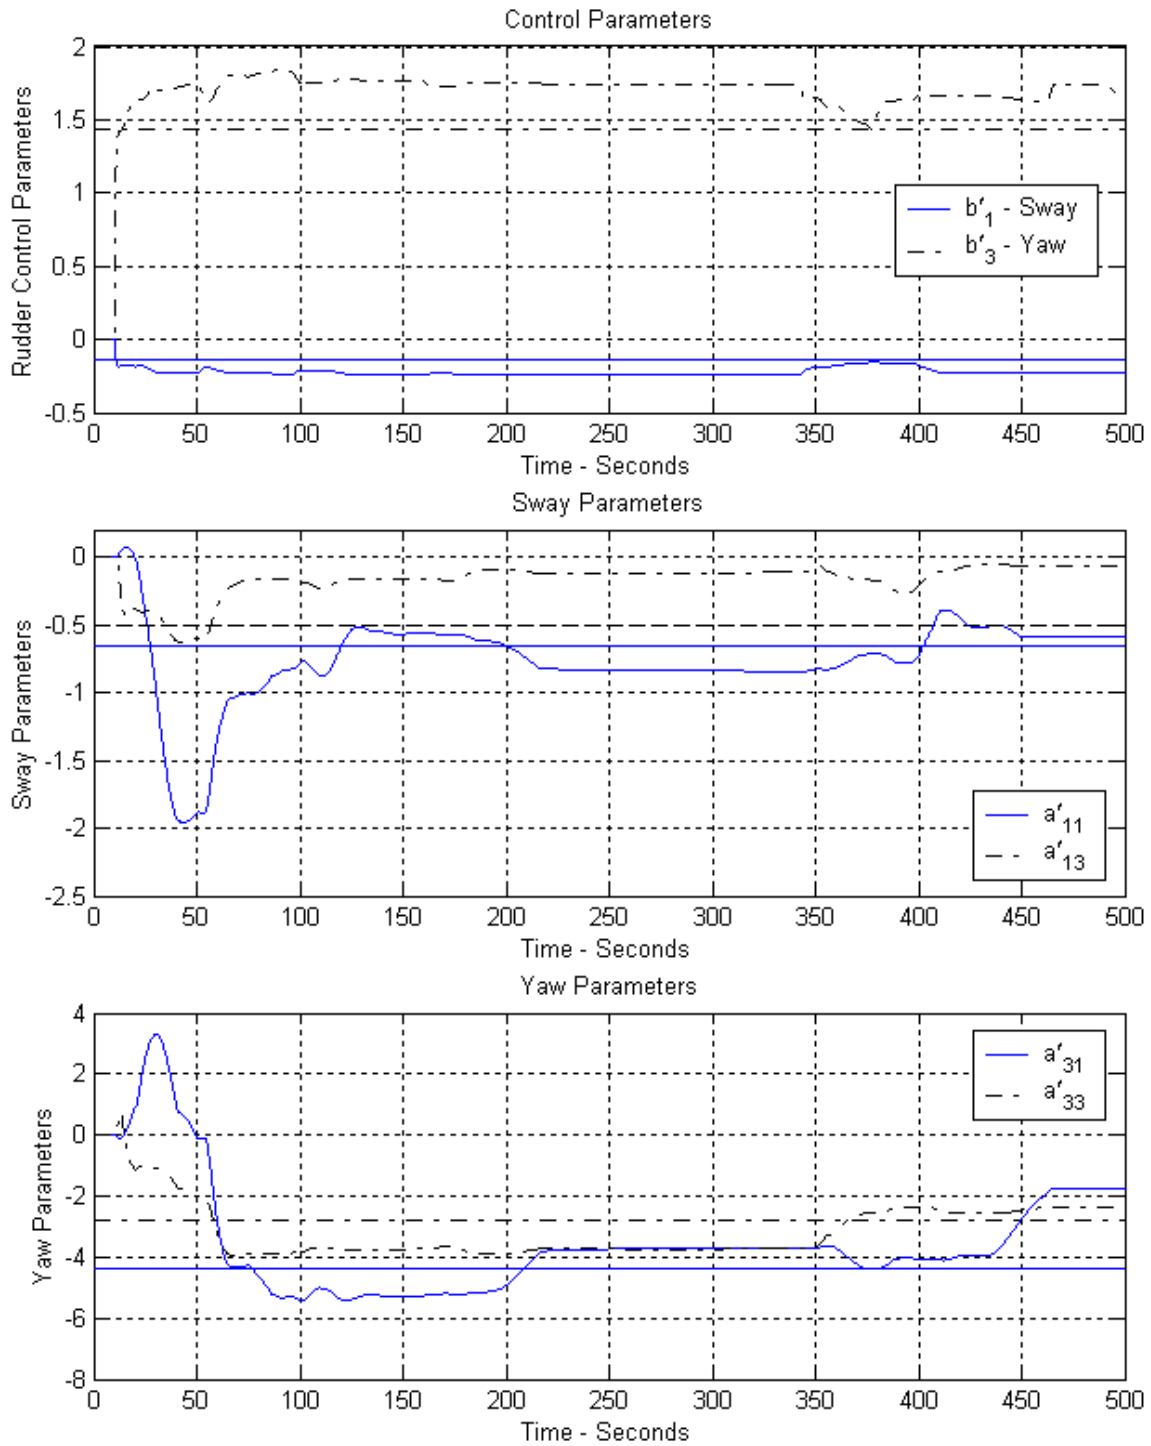 Control Parameters
Rudder Control Parameters
2
1.5
1
0.5
0
-0.5
b′1 - Sway
b′3 - Yaw
0 50 100 150 200 250 300 350 400 450 500
Time - Seconds
Sway Parameters
Sway Parameters
0
-0.5
-1
-1.5
-2
-2.5
a′11
a′13
0 50 100 150 200 250 300 350 400 450 500
Time - Seconds
Yaw Parameters
Yaw Parameters
4
2
0
-2
-4
-6
-8
a′31
a′33
0 50 100 150 200 250 300 350 400 450 500
Time - Seconds